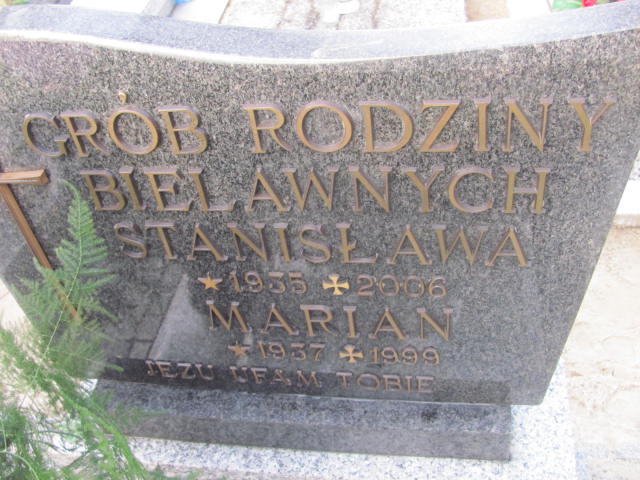 GRÓB RODZINY
BIELAWNYCH
STANISŁAWA
★1935 ✠2006
MARIAN
★1937 ✠1999
JEZU UFAM TOBIE